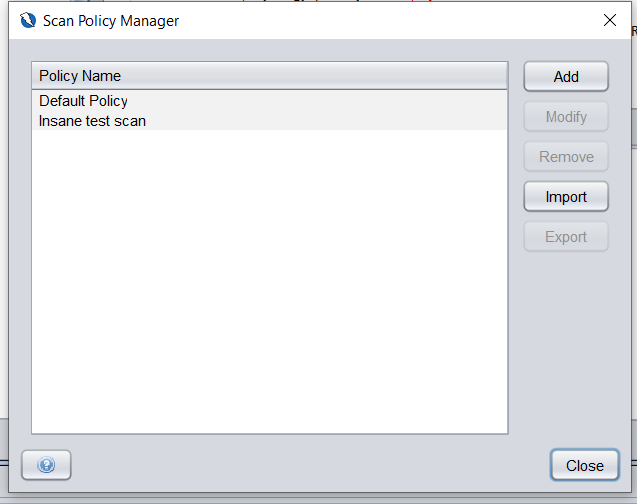 Scan Policy Manager
Policy Name
Default Policy
Insane test scan
Add
Modify
Remove
Import
Export
Close